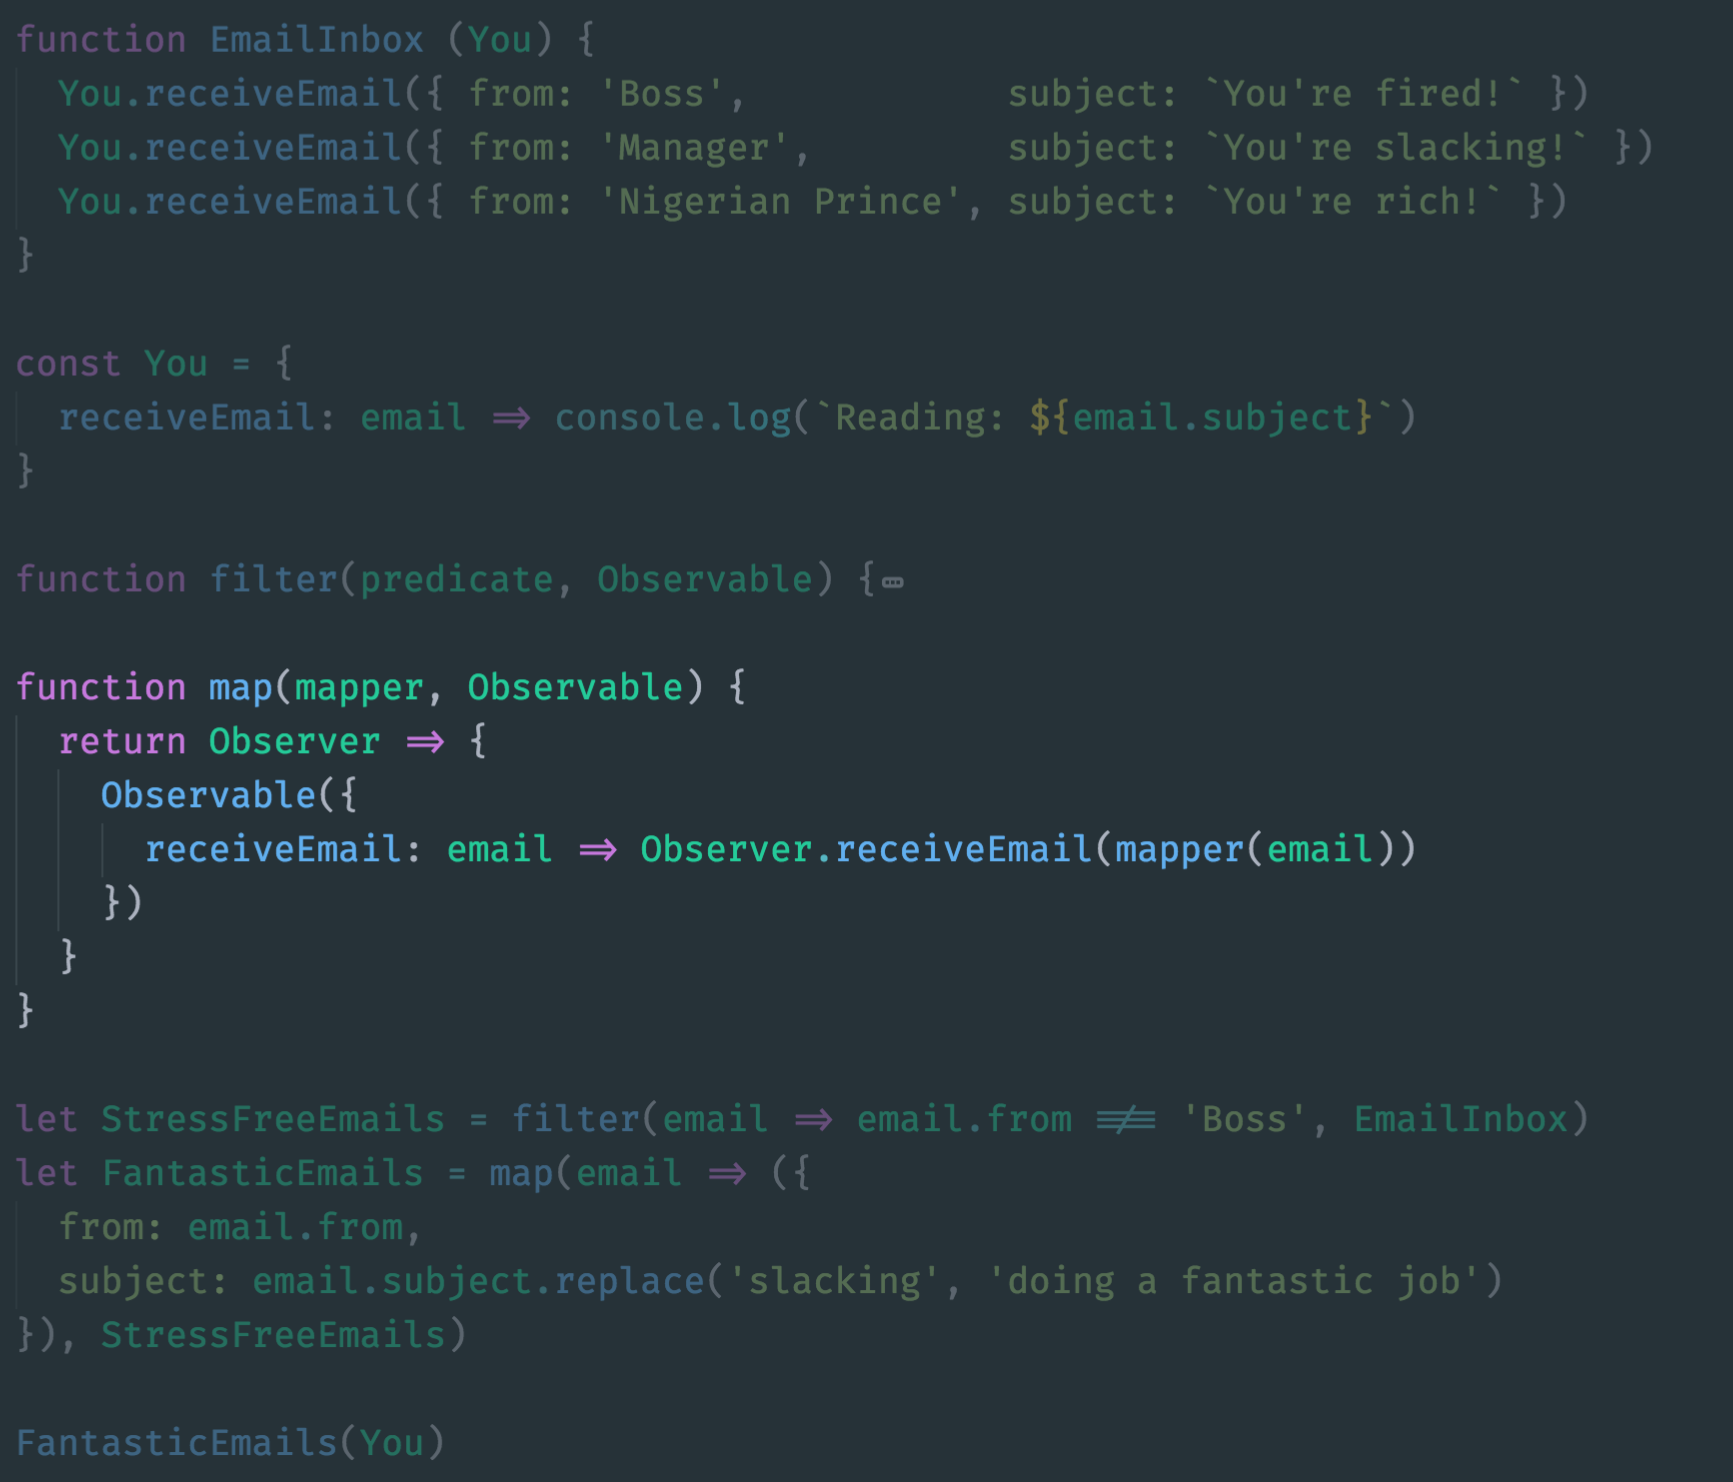 function EmailInbox (You) {
  You.receiveEmail({ from: 'Boss',            subject: `You're fired!` })
  You.receiveEmail({ from: 'Manager',         subject: `You're slacking!` })
  You.receiveEmail({ from: 'Nigerian Prince', subject: `You're rich!` })
}
const You = {
  receiveEmail: email => console.log(`Reading: ${email.subject}`)
}
function filter(predicate, Observable) {…
function map(mapper, Observable) {
  return Observer => {
    Observable({
      receiveEmail: email => Observer.receiveEmail(mapper(email))
    })
  }
}
let StressFreeEmails = filter(email => email.from !== 'Boss', EmailInbox)
let FantasticEmails = map(email => ({
  from: email.from,
  subject: email.subject.replace('slacking', 'doing a fantastic job')
}), StressFreeEmails)
FantasticEmails(You)